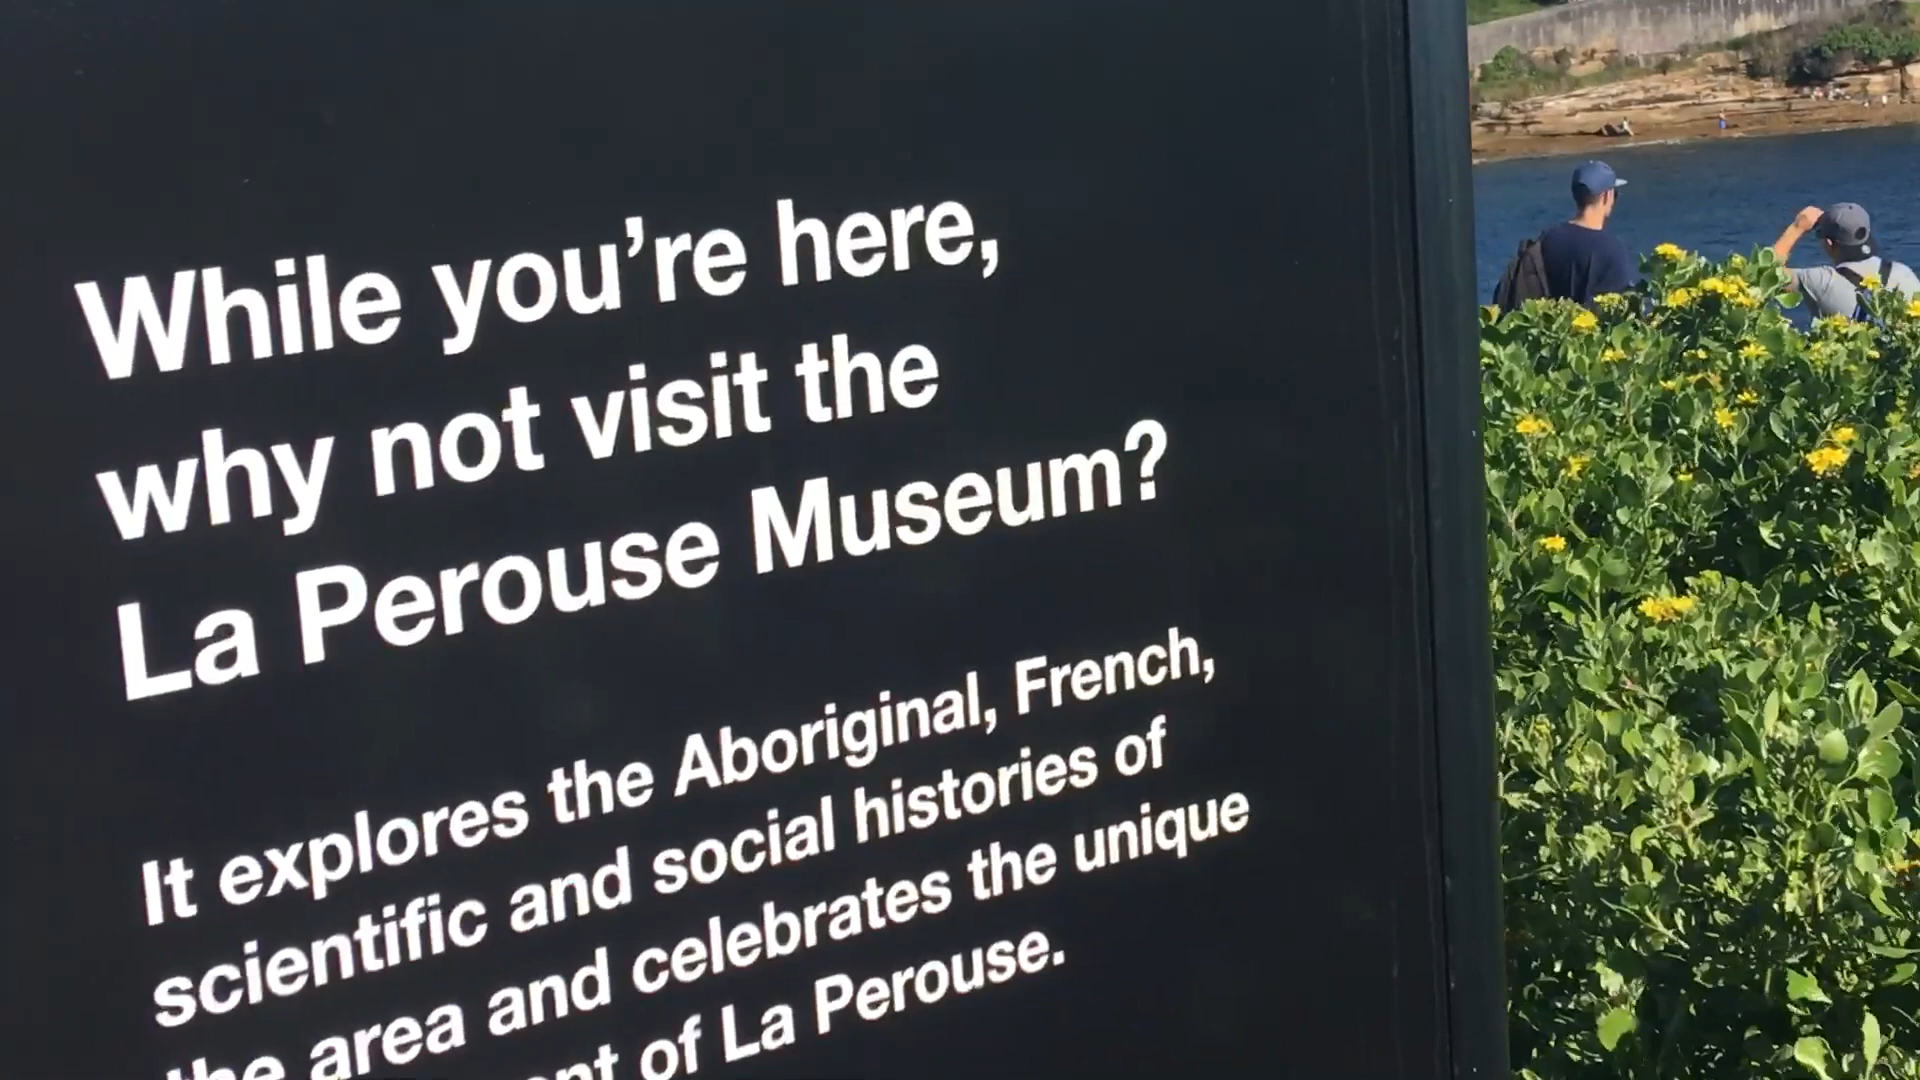 While you're here,
why not visit the
La Perouse Museum?
It explores the Aboriginal, French,
scientific and social histories of
the area and celebrates the unique
of La Perouse.